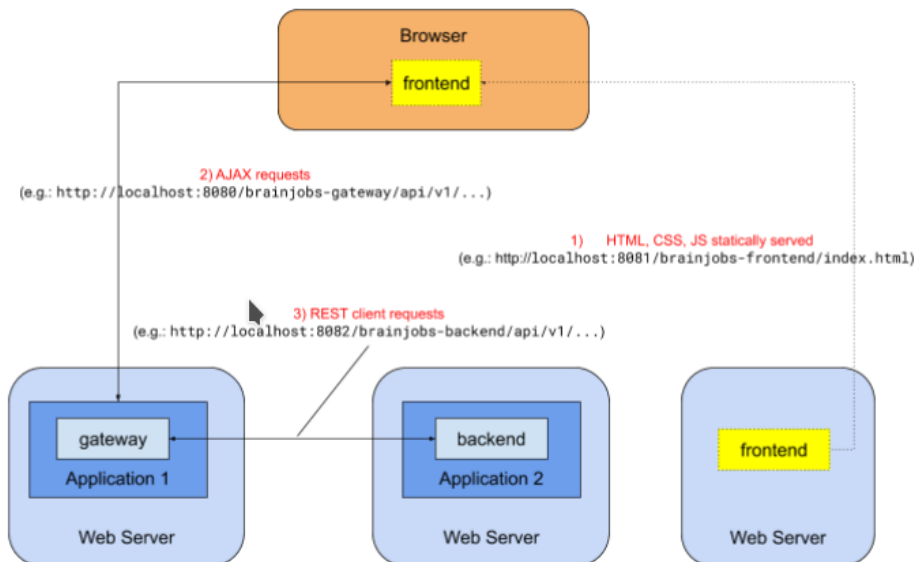 Browser
frontend
2) AJAX requests
(e.g.: http://localhost:8080/brainjobs-gateway/api/v1/...)
1) HTML, CSS, JS statically served
(e.g.: http://localhost:8081/brainjobs-frontend/index.html)
3) REST client requests
(e.g.: http://localhost:8082/brainjobs-backend/api/v1/...)
gateway
Application 1
Web Server
backend
Application 2
Web Server
frontend
Web Server